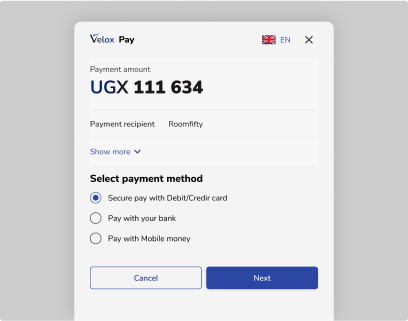 Velox Pay
EN
Payment amount
UGX 111 634
Payment recipient Roomfifty
Show more
Select payment method
Secure pay with Debit/Credir card
Pay with your bank
Pay with Mobile money
Cancel Next